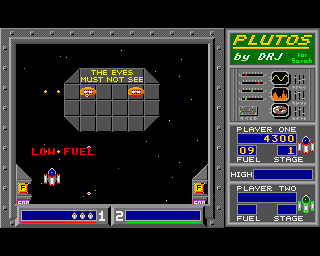 PLUTOS
by DRJ
for
Sarah
THE EYES
MUST NOT SEE
LOW FUEL
PLAYER ONE
4300
09 1
FUEL STAGE
HIGH
PLAYER TWO
FUEL STAGE
F
F
1 2